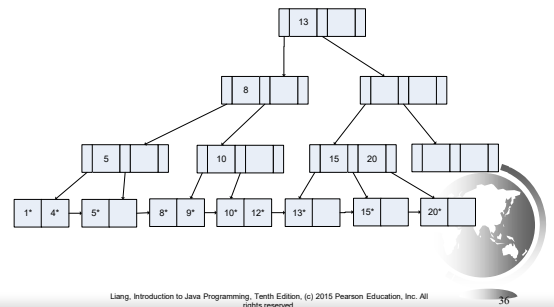 13
8
5 10 15 20
1* 4* 5* 8* 9* 10* 12* 13* 15* 20*
Liang, Introduction to Java Programming, Tenth Edition, (c) 2015 Pearson Education, Inc. All
rights reserved.
36